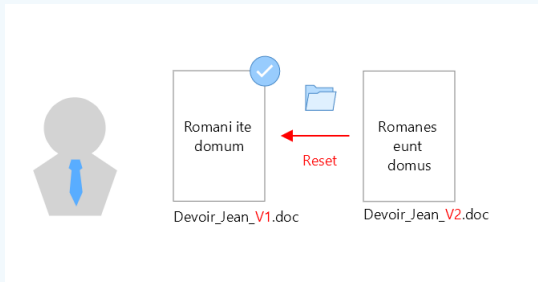 Romani ite
domum
Romanes
eunt
domus
Reset
Devoir_Jean_V1.doc
Devoir_Jean_V2.doc